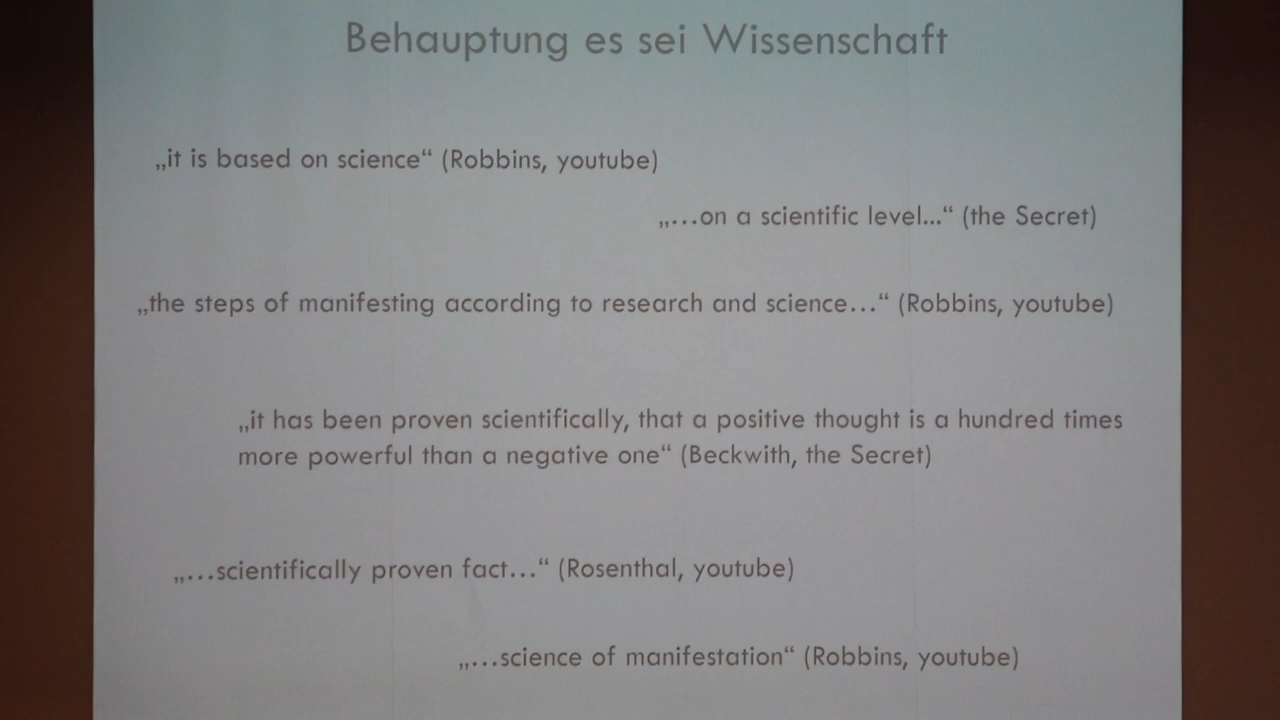 Behauptung es sei Wissenschaft
„it is based on science“ (Robbins, youtube)
„…on a scientific level...“ (the Secret)
„the steps of manifesting according to research and science…“ (Robbins, youtube)
„it has been proven scientifically, that a positive thought is a hundred times
more powerful than a negative one“ (Beckwith, the Secret)
„…scientifically proven fact…“ (Rosenthal, youtube)
„…science of manifestation“ (Robbins, youtube)